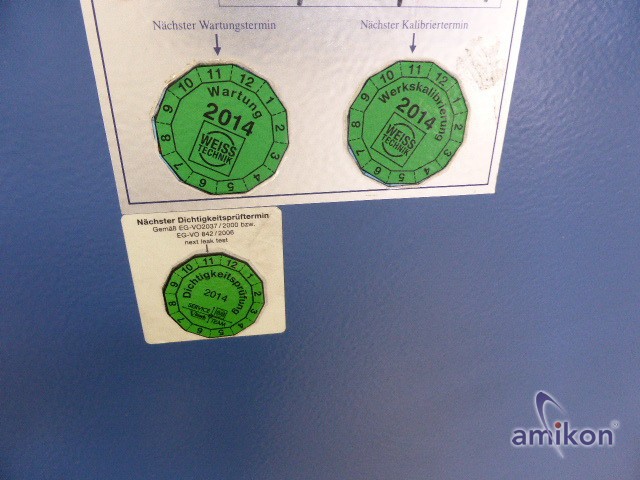 Nächster Wartungstermin
Nächster Kalibriertermin
8 9 10 11 12 1 2 3 4 5 6 7
Wartung
2014
WEISS
TECHNIK
8 9 10 11 12 1 2 3 4 5 6 7
Werkskalibrierung
2014
WEISS
TECHNIK
Nächster Dichtigkeitsprüftermin
Gemäß EG-VO2037/2000 bzw.
EG-VO 842/2006
next leak test
8 9 10 11 12 1 2 3 4 5 6 7
Dichtigkeitsprüfung
2014
SERVICE
TEAM
amikon®